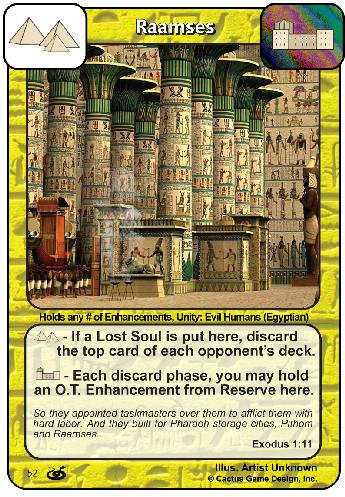 Raamses
Holds any # of Enhancements, Unity: Evil Humans (Egyptian)
- If a Lost Soul is put here, discard
the top card of each opponent's deck.
- Each discard phase, you may hold
an O.T. Enhancement from Reserve here.
So they appointed taskmasters over them to afflict them with
hard labor. And they built for Pharaoh storage cities, Pithom
and Raamses.
Exodus 1:11
Illus. Artist Unknown
© Cactus Game Design, Inc.